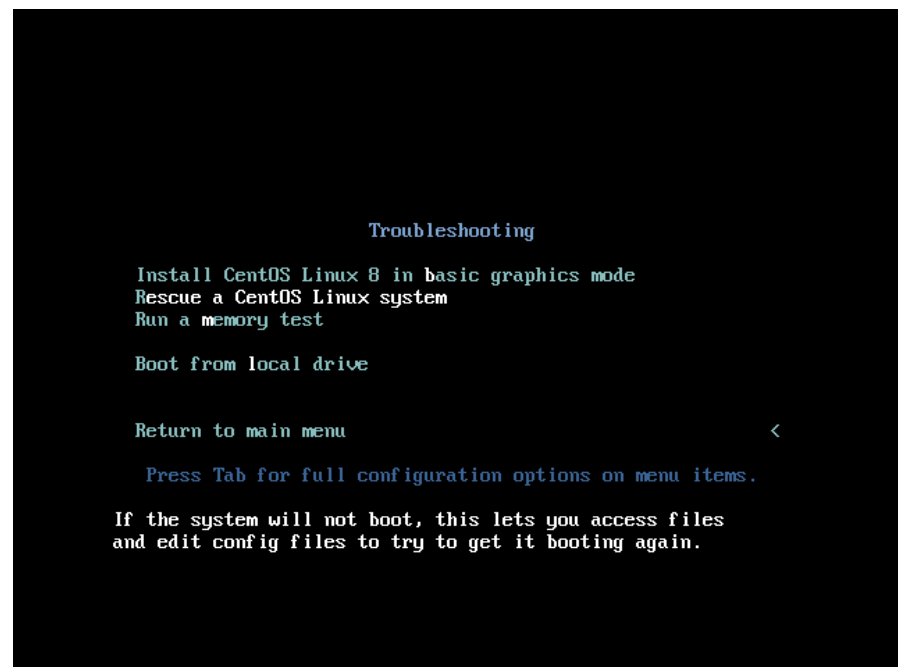 Troubleshooting
Install CentOS Linux 8 in basic graphics mode
Rescue a CentOS Linux system
Run a memory test
Boot from local drive
Return to main menu <
Press Tab for full configuration options on menu items.
If the system will not boot, this lets you access files
and edit config files to try to get it booting again.